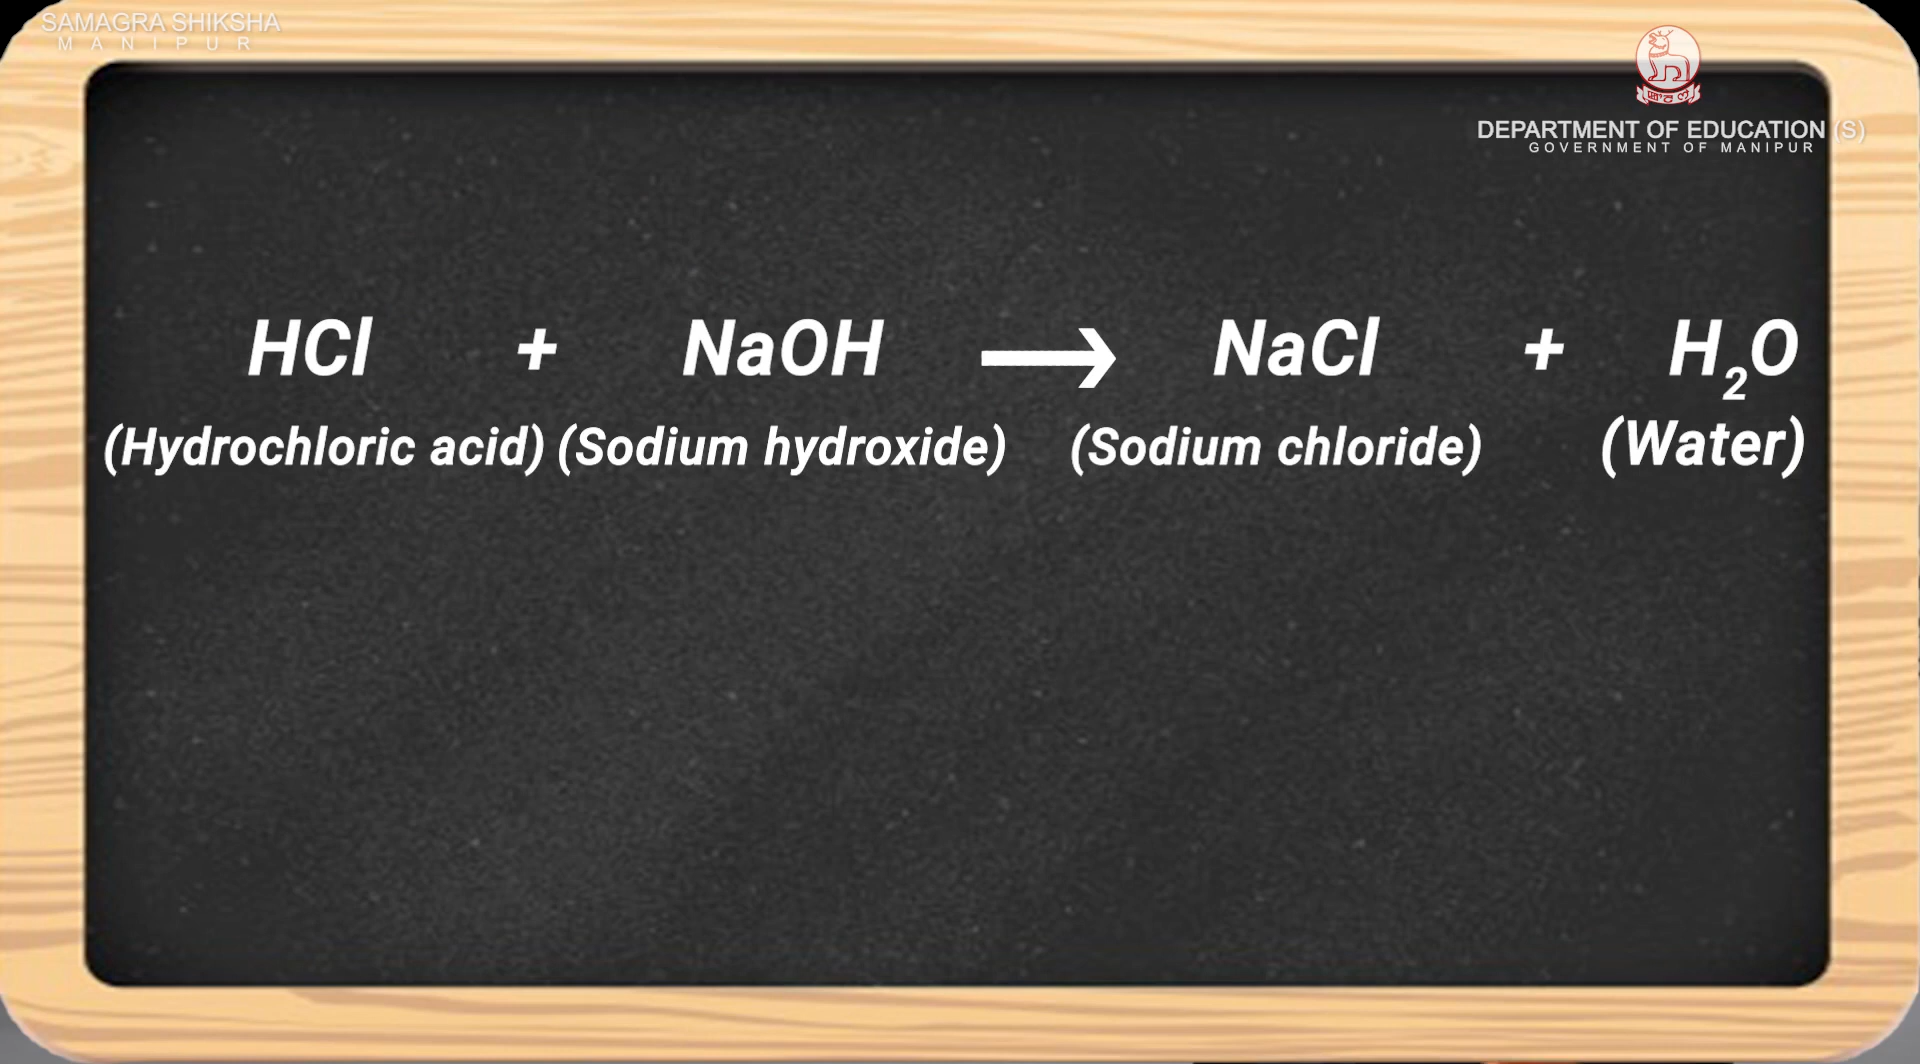 SAMAGRA SHIKSHA
MANIPUR
DEPARTMENT OF EDUCATION (S)
GOVERNMENT OF MANIPUR
HCl + NaOH → NaCl + H₂O
(Hydrochloric acid) (Sodium hydroxide) (Sodium chloride) (Water)